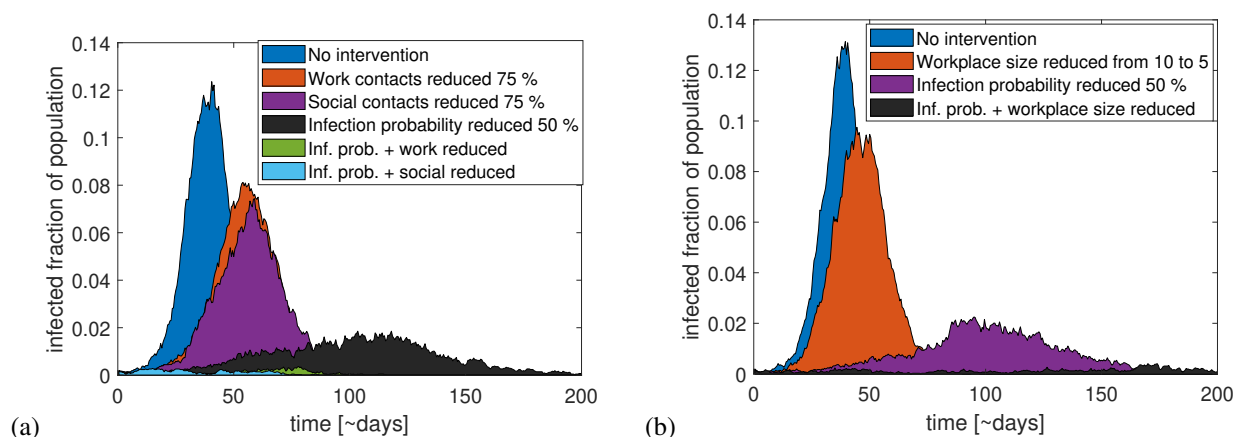 infected fraction of population
0.14
0.12
0.1
0.08
0.06
0.04
0.02
0
No intervention
Work contacts reduced 75 %
Social contacts reduced 75 %
Infection probability reduced 50 %
Inf. prob. + work reduced
Inf. prob. + social reduced
0 50 100 150 200
time [~days]
(a)
infected fraction of population
0.14
0.12
0.1
0.08
0.06
0.04
0.02
0
No intervention
Workplace size reduced from 10 to 5
Infection probability reduced 50 %
Inf. prob. + workplace size reduced
0 50 100 150 200
time [~days]
(b)